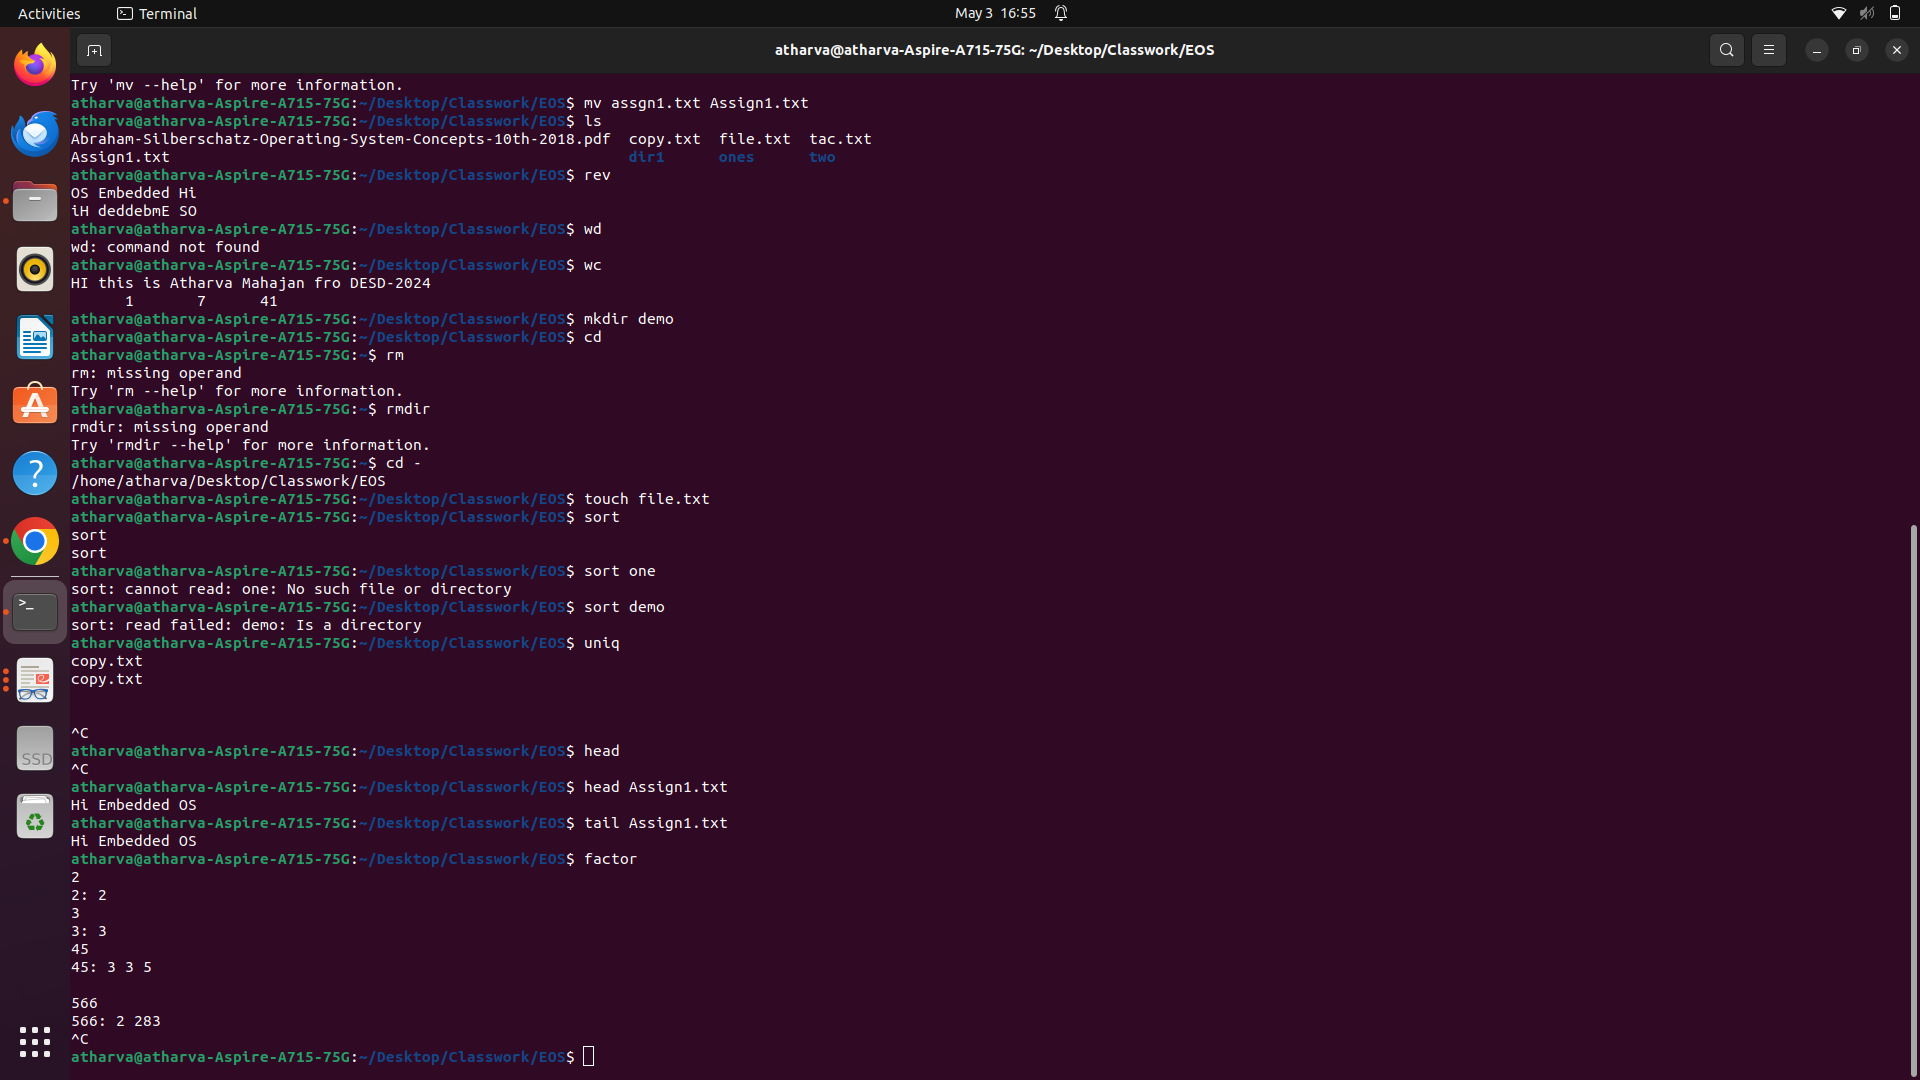 Activities Terminal May 3 16:55
atharva@atharva-Aspire-A715-75G: ~/Desktop/Classwork/EOS
Try 'mv --help' for more information.
atharva@atharva-Aspire-A715-75G:~/Desktop/Classwork/EOS$ mv assgn1.txt Assign1.txt
atharva@atharva-Aspire-A715-75G:~/Desktop/Classwork/EOS$ ls
Abraham-Silberschatz-Operating-System-Concepts-10th-2018.pdf copy.txt file.txt tac.txt
Assign1.txt dir1 ones two
atharva@atharva-Aspire-A715-75G:~/Desktop/Classwork/EOS$ rev
OS Embedded Hi
iH deddebmE SO
atharva@atharva-Aspire-A715-75G:~/Desktop/Classwork/EOS$ wd
wd: command not found
atharva@atharva-Aspire-A715-75G:~/Desktop/Classwork/EOS$ wc
HI this is Atharva Mahajan fro DESD-2024
1 7 41
atharva@atharva-Aspire-A715-75G:~/Desktop/Classwork/EOS$ mkdir demo
atharva@atharva-Aspire-A715-75G:~/Desktop/Classwork/EOS$ cd
atharva@atharva-Aspire-A715-75G:~$ rm
rm: missing operand
Try 'rm --help' for more information.
atharva@atharva-Aspire-A715-75G:~$ rmdir
rmdir: missing operand
Try 'rmdir --help' for more information.
atharva@atharva-Aspire-A715-75G:~$ cd -
/home/atharva/Desktop/Classwork/EOS
atharva@atharva-Aspire-A715-75G:~/Desktop/Classwork/EOS$ touch file.txt
atharva@atharva-Aspire-A715-75G:~/Desktop/Classwork/EOS$ sort
sort
sort
atharva@atharva-Aspire-A715-75G:~/Desktop/Classwork/EOS$ sort one
sort: cannot read: one: No such file or directory
atharva@atharva-Aspire-A715-75G:~/Desktop/Classwork/EOS$ sort demo
sort: read failed: demo: Is a directory
atharva@atharva-Aspire-A715-75G:~/Desktop/Classwork/EOS$ uniq
copy.txt
copy.txt
^C
atharva@atharva-Aspire-A715-75G:~/Desktop/Classwork/EOS$ head
^C
atharva@atharva-Aspire-A715-75G:~/Desktop/Classwork/EOS$ head Assign1.txt
Hi Embedded OS
atharva@atharva-Aspire-A715-75G:~/Desktop/Classwork/EOS$ tail Assign1.txt
Hi Embedded OS
atharva@atharva-Aspire-A715-75G:~/Desktop/Classwork/EOS$ factor
2
2: 2
3
3: 3
45
45: 3 3 5
566
566: 2 283
^C
atharva@atharva-Aspire-A715-75G:~/Desktop/Classwork/EOS$
SSD